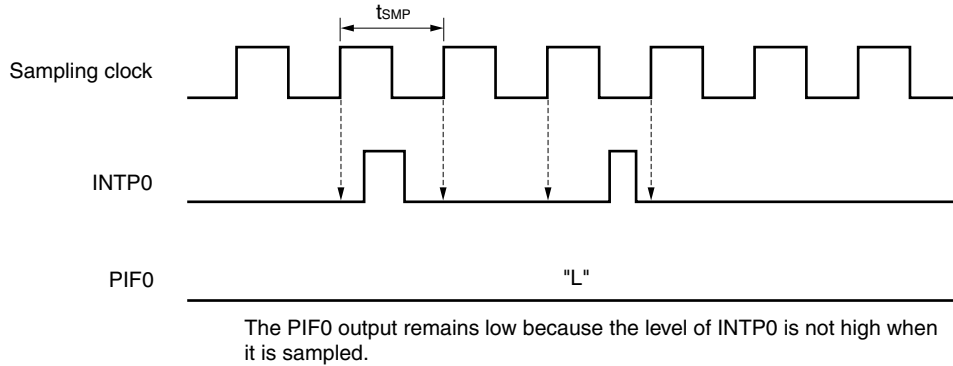 tSMP
Sampling clock
INTP0
PIF0
"L"
The PIF0 output remains low because the level of INTP0 is not high when
it is sampled.